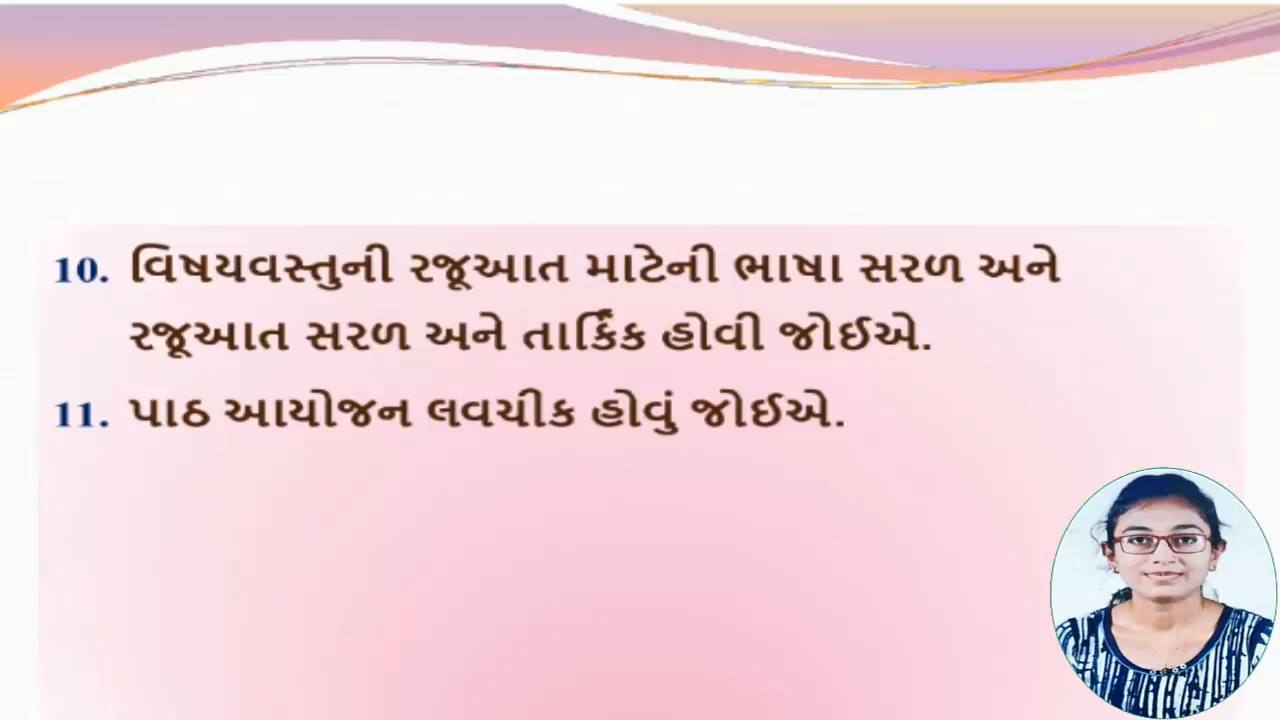 10. વિષયવસ્તુની રજૂઆત માટેની ભાષા સરળ અને
રજૂઆત સરળ અને તાર્કિક હોવી જોઈએ.
11. પાઠ આયોજન લવચીક હોવું જોઈએ.